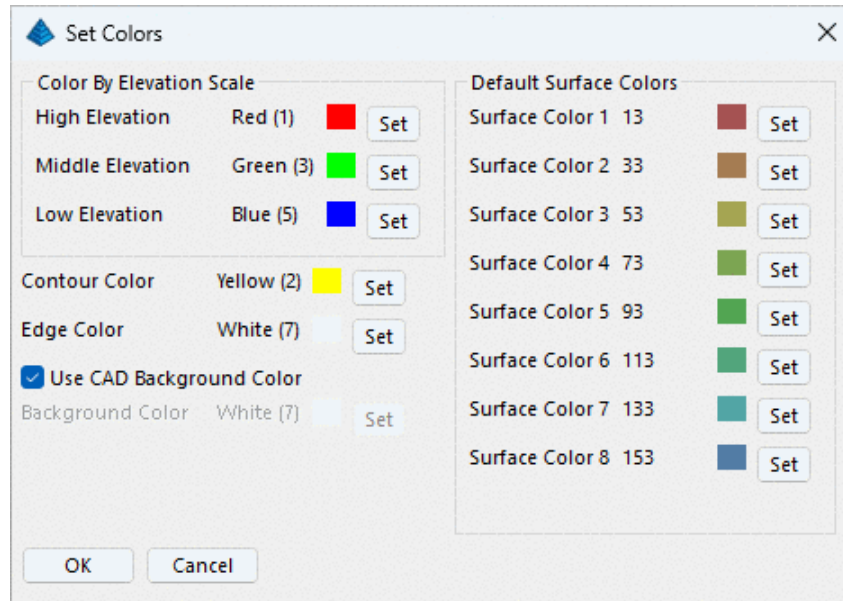 Set Colors
Color By Elevation Scale
High Elevation Red (1) Set
Middle Elevation Green (3) Set
Low Elevation Blue (5) Set
Contour Color Yellow (2) Set
Edge Color White (7) Set
Use CAD Background Color
Background Color White (7) Set
Default Surface Colors
Surface Color 1 13 Set
Surface Color 2 33 Set
Surface Color 3 53 Set
Surface Color 4 73 Set
Surface Color 5 93 Set
Surface Color 6 113 Set
Surface Color 7 133 Set
Surface Color 8 153 Set
OK Cancel